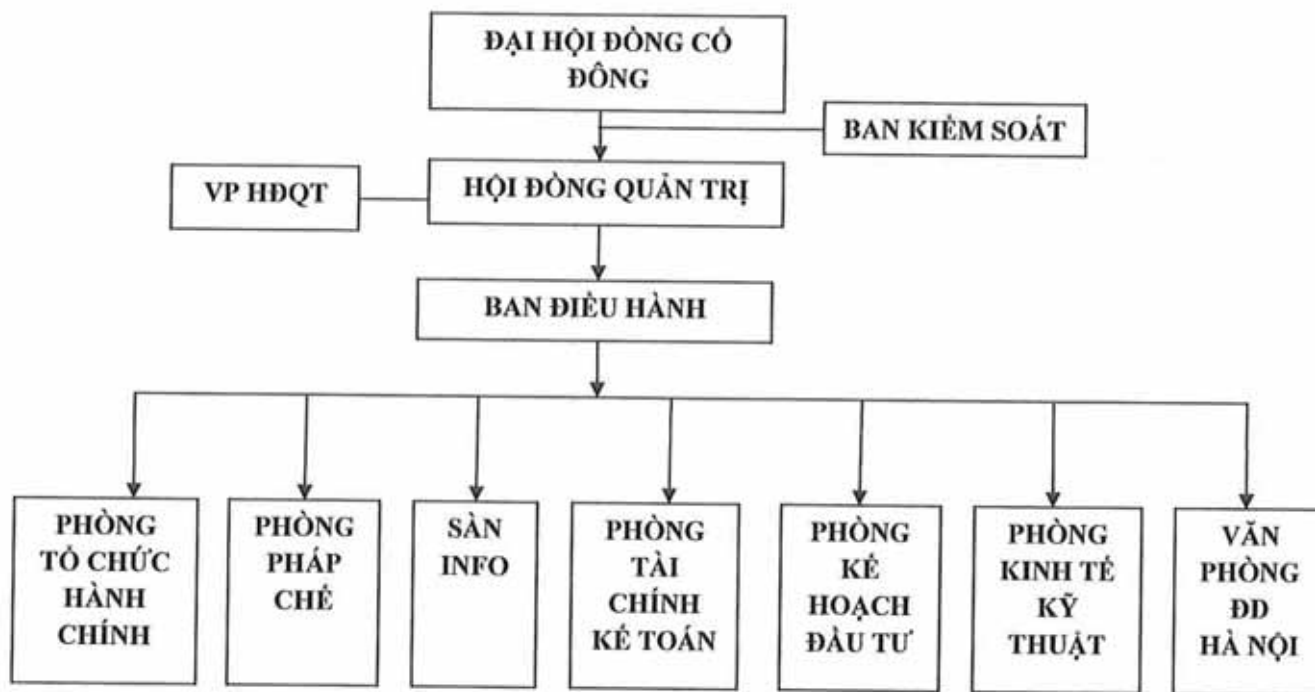 ĐẠI HỘI ĐỒNG CỔ
ĐÔNG
BAN KIỂM SOÁT
VP HĐQT
HỘI ĐỒNG QUẢN TRỊ
BAN ĐIỀU HÀNH
PHÒNG
TỔ CHỨC
HÀNH
CHÍNH
PHÒNG
PHÁP
CHẾ
SÀN
INFO
PHÒNG
TÀI
CHÍNH
KẾ TOÁN
PHÒNG
KẾ
HOẠCH
ĐẦU TƯ
PHÒNG
KINH TẾ
KỸ
THUẬT
VĂN
PHÒNG
ĐD
HÀ NỘI